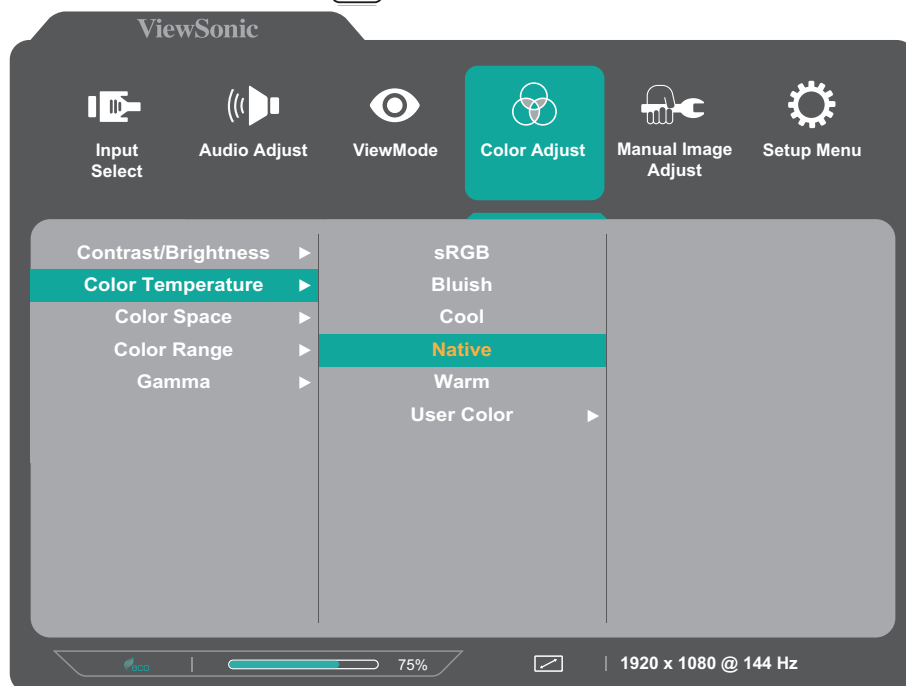 ViewSonic
Input
Select
Audio Adjust
ViewMode
Color Adjust
Manual Image
Adjust
Setup Menu
Contrast/Brightness
Color Temperature
Color Space
Color Range
Gamma
sRGB
Bluish
Cool
Native
Warm
User Color
eco
75%
1920 x 1080 @ 144 Hz